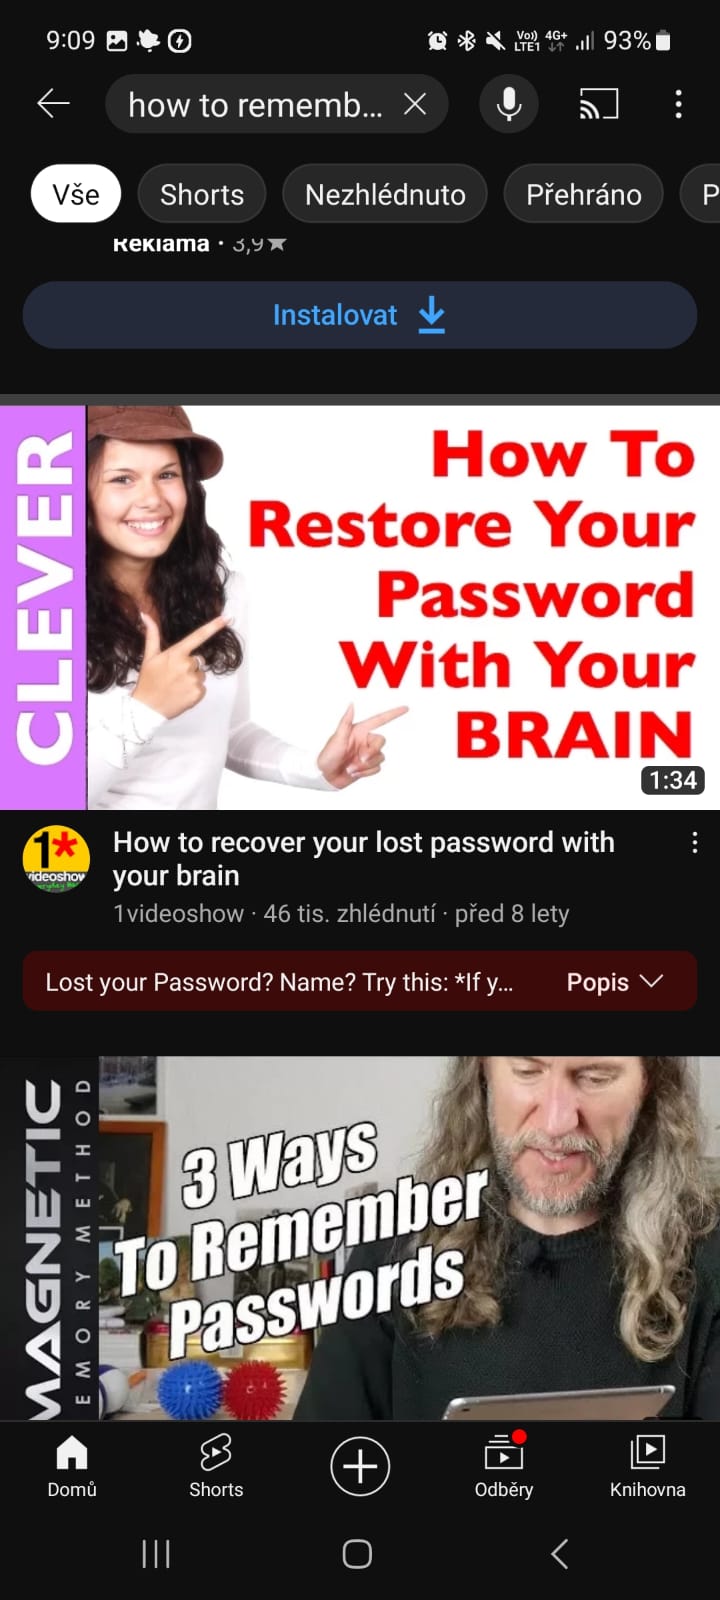 9:09
Vo)) LTE1 4G+ 93%
how to rememb...
Vše Shorts Nezhlédnuto Přehráno P
Reklama · 3,9★
Instalovat
CLEVER
How To
Restore Your
Password
With Your
BRAIN
1:34
1*
videoshow
How to recover your lost password with
your brain
1videoshow · 46 tis. zhlédnutí · před 8 lety
Lost your Password? Name? Try this: *If y... Popis
MAGNETIC
EMORY METHOD
3 Ways
To Remember
Passwords
Domů Shorts Odběry Knihovna